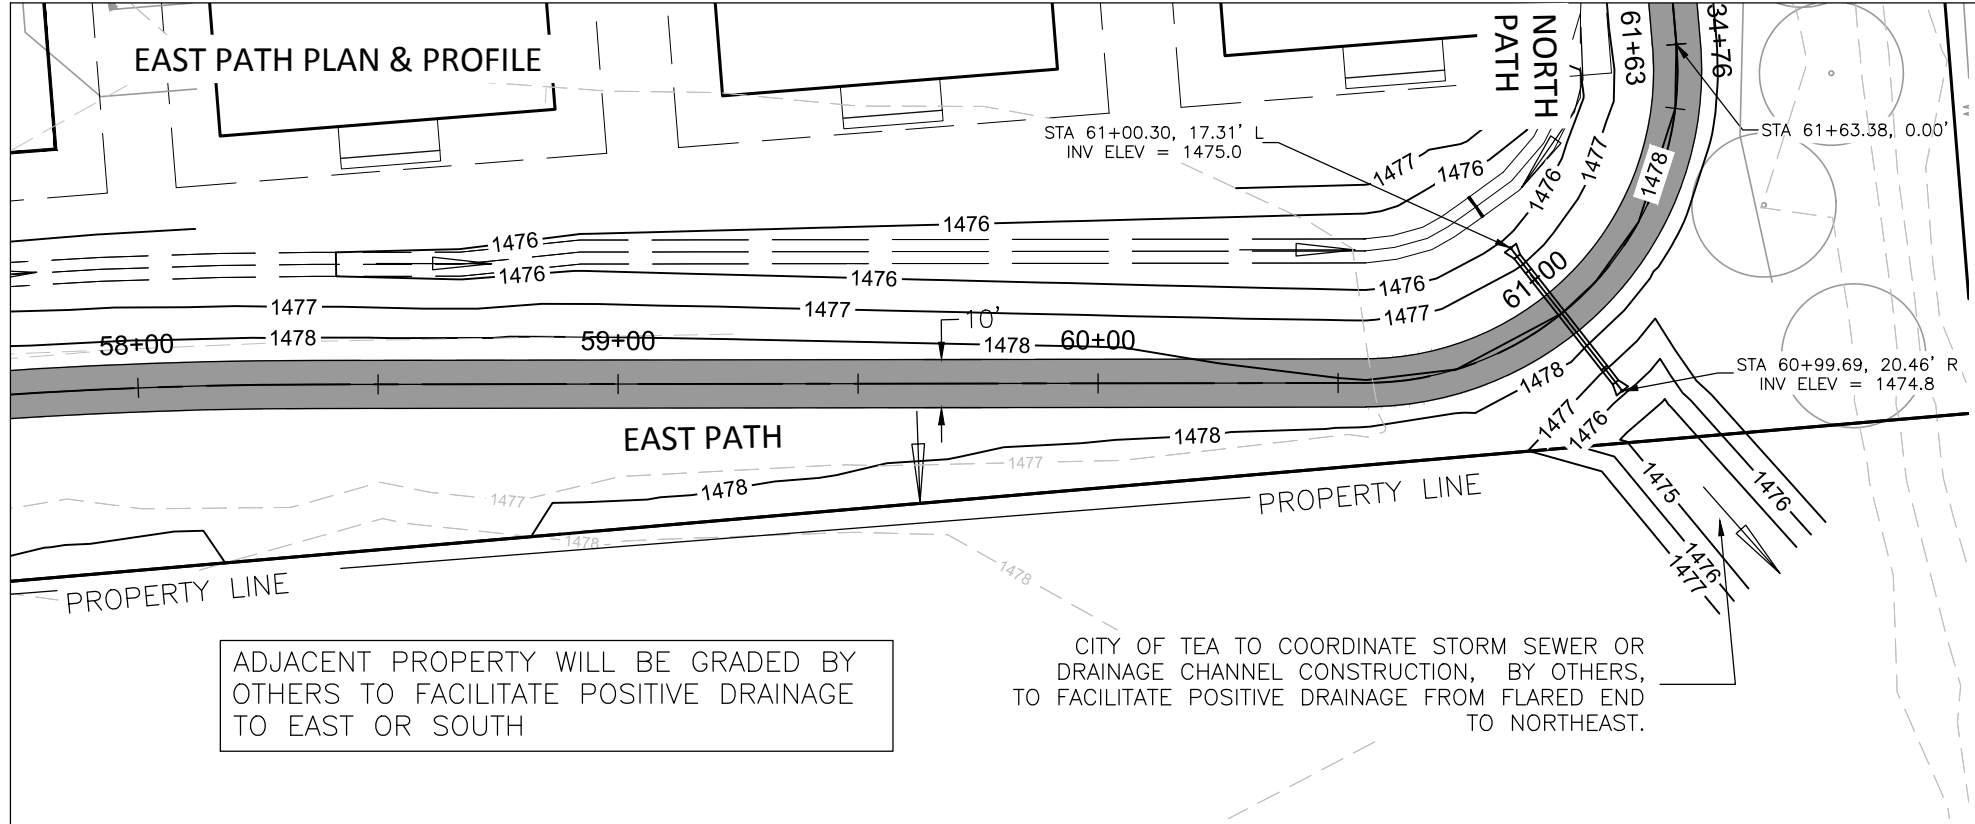 EAST PATH PLAN & PROFILE
NORTH
PATH
61+63
34+76
STA 61+00.30, 17.31' L
INV ELEV = 1475.0
STA 61+63.38, 0.00'
1477
1476
1476
1477
1478
1476
1476
1476
1476
1476
1477
1477
1477
61+00
58+00
1478
59+00
10'
1478
60+00
STA 60+99.69, 20.46' R
INV ELEV = 1474.8
1478
1477
1476
EAST PATH
1478
1477
1478
1477
1478
1478
PROPERTY LINE
PROPERTY LINE
1475
1476
1476
1477
ADJACENT PROPERTY WILL BE GRADED BY
OTHERS TO FACILITATE POSITIVE DRAINAGE
TO EAST OR SOUTH
CITY OF TEA TO COORDINATE STORM SEWER OR
DRAINAGE CHANNEL CONSTRUCTION, BY OTHERS,
TO FACILITATE POSITIVE DRAINAGE FROM FLARED END
TO NORTHEAST.